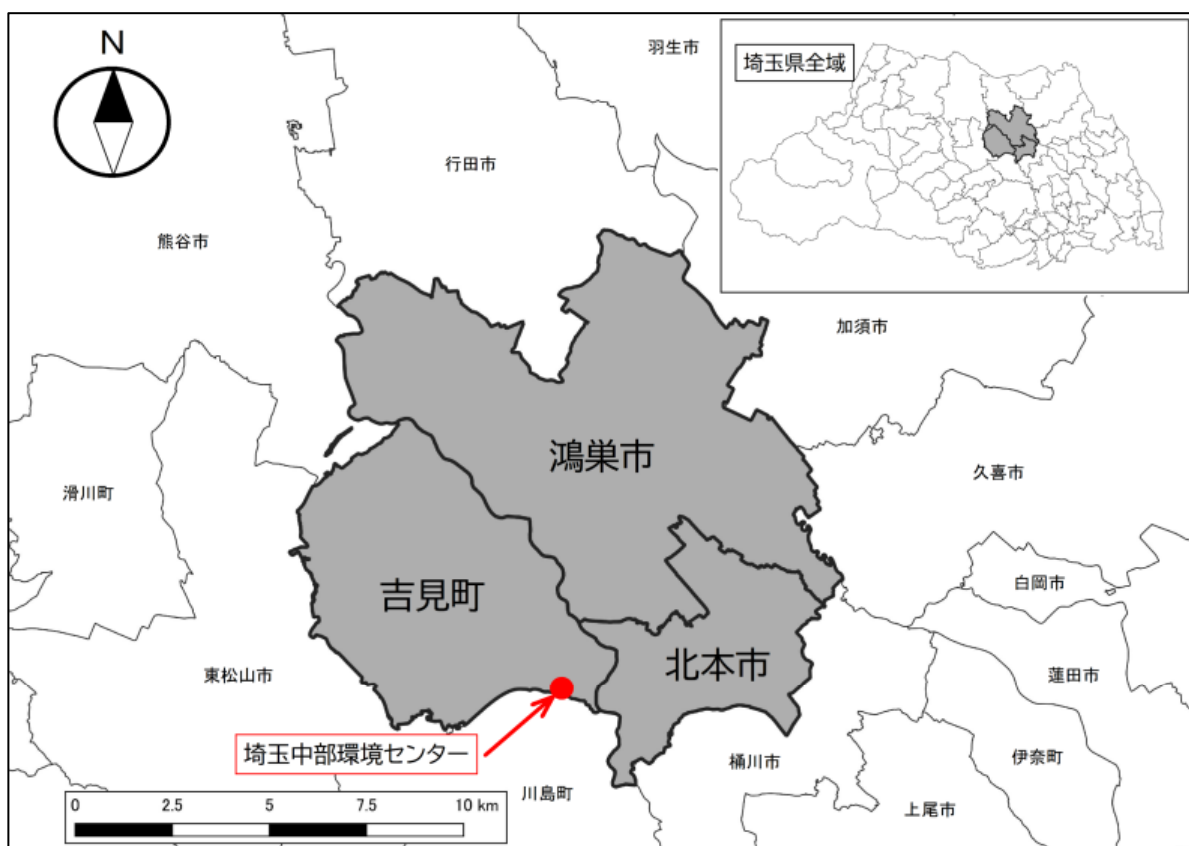 N
羽生市
埼玉県全域
行田市
熊谷市
加須市
鴻巣市
久喜市
滑川町
白岡市
吉見町
北本市
東松山市
蓮田市
埼玉中部環境センター
桶川市
伊奈町
川島町
上尾市
0 2.5 5 7.5 10 km